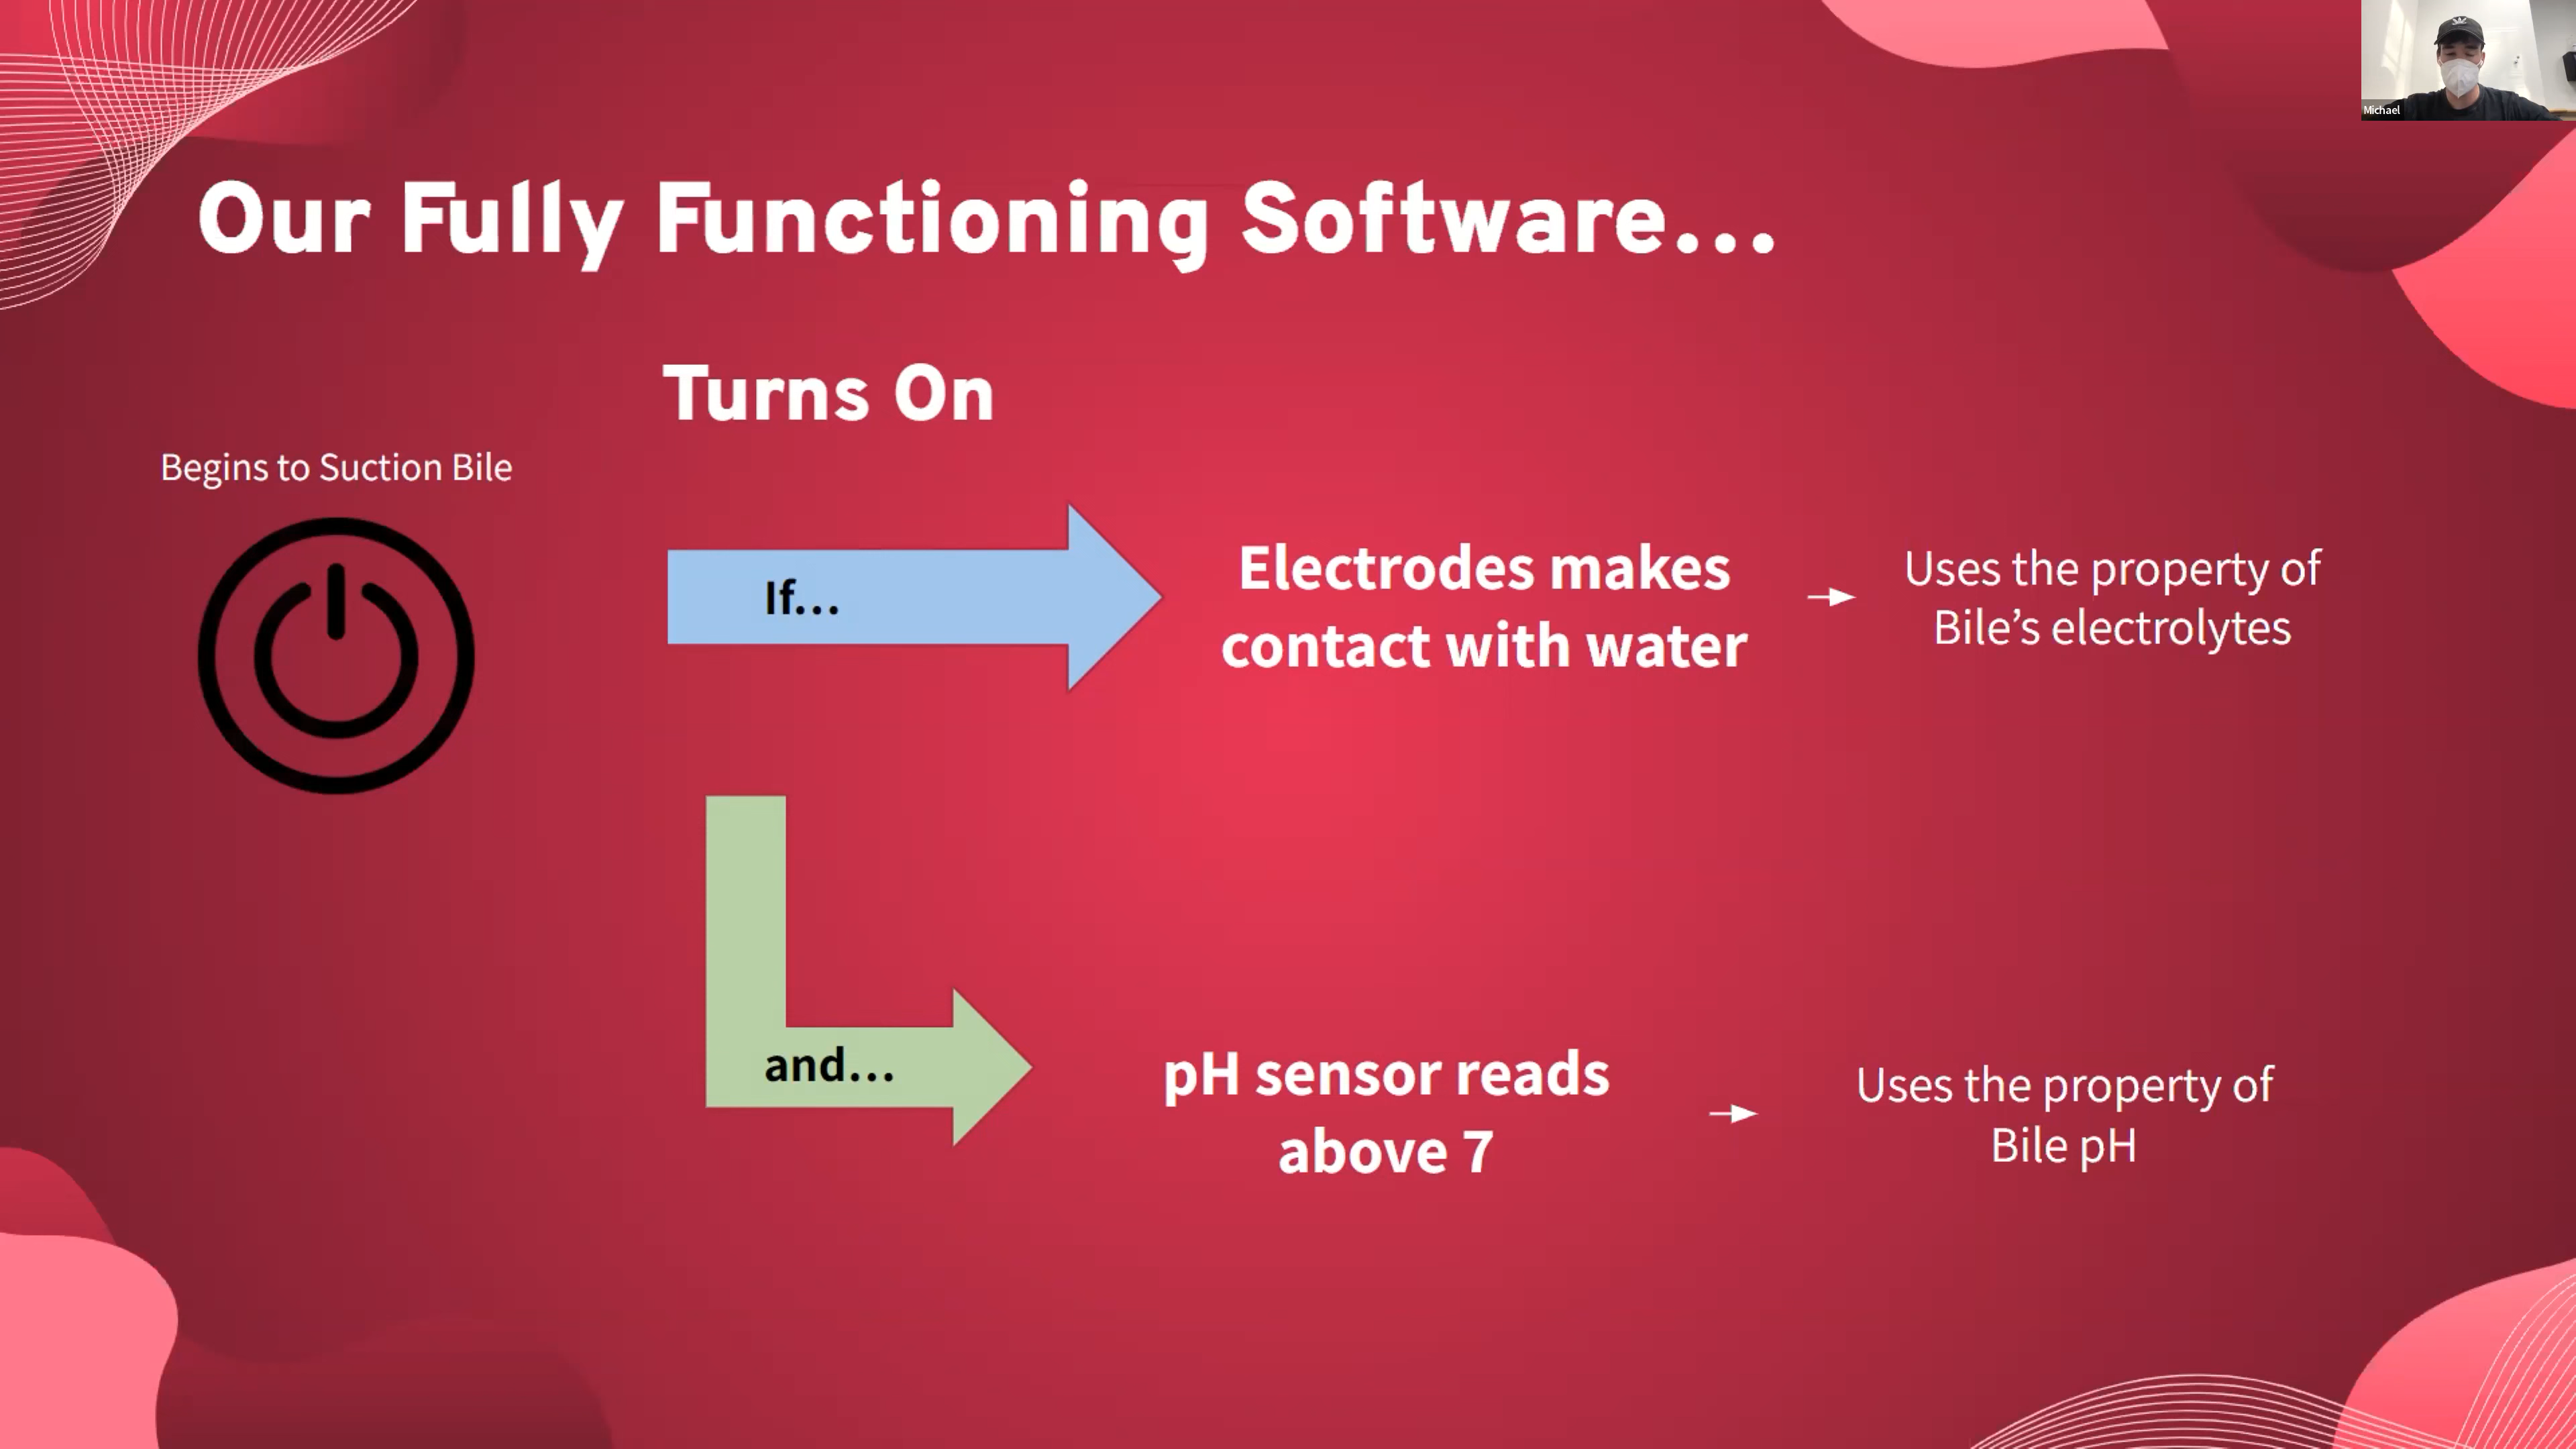 Michael
Our Fully Functioning Software...
Turns On
Begins to Suction Bile
If...
Electrodes makes
contact with water
Uses the property of
Bile’s electrolytes
and...
pH sensor reads
above 7
Uses the property of
Bile pH